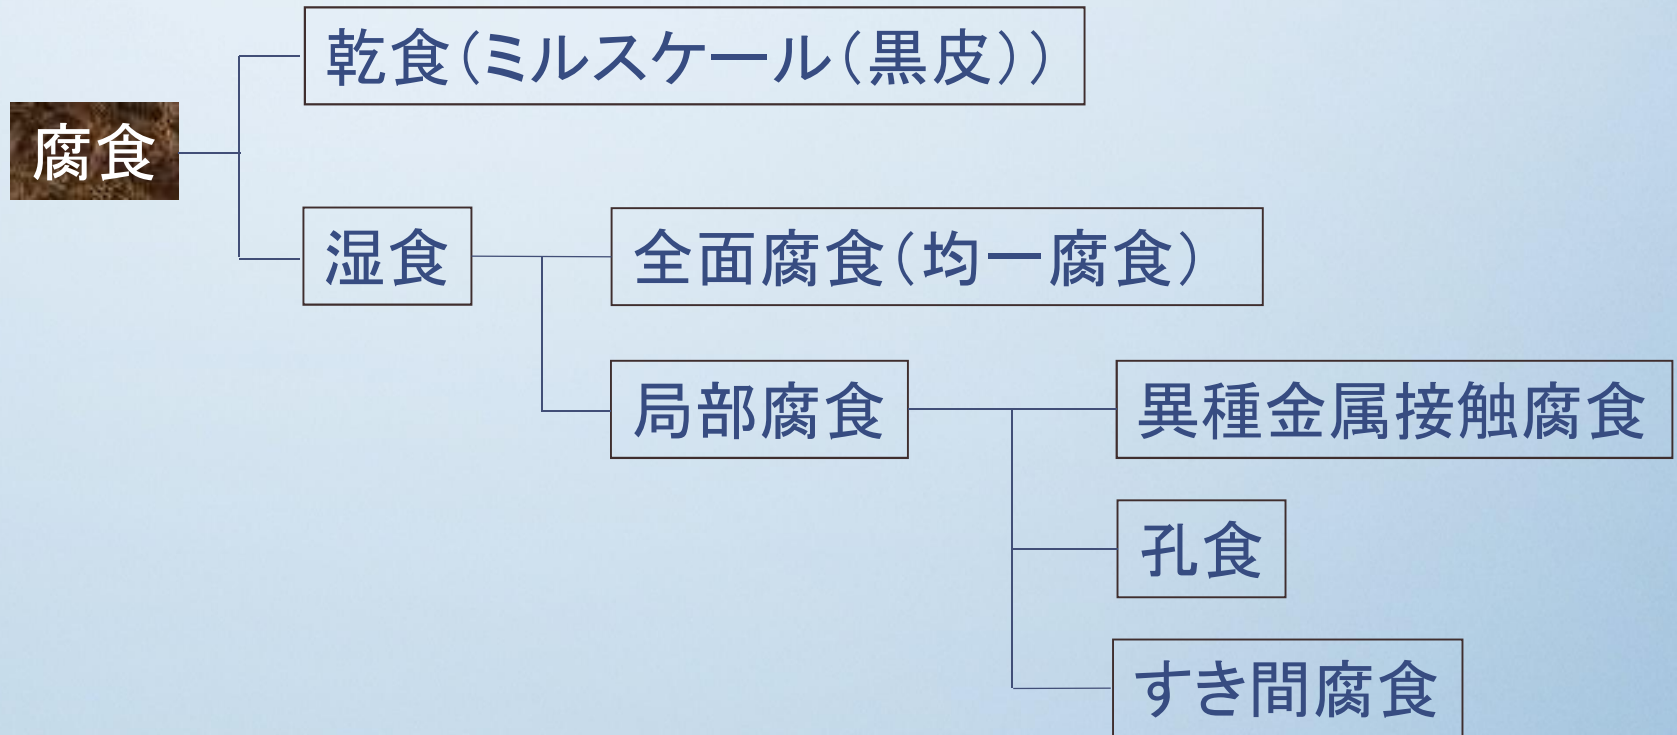 乾食（ミルスケール（黒皮））
腐食
湿食
全面腐食（均一腐食）
局部腐食
異種金属接触腐食
孔食
すき間腐食